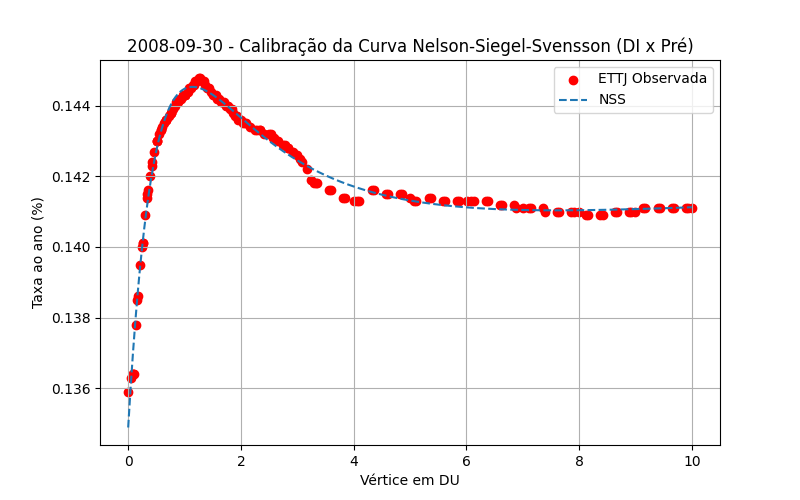 2008-09-30 - Calibração da Curva Nelson-Siegel-Svensson (DI x Pré)
ETTJ Observada
NSS
Taxa ao ano (%)
0.144
0.142
0.140
0.138
0.136
0 2 4 6 8 10
Vértice em DU